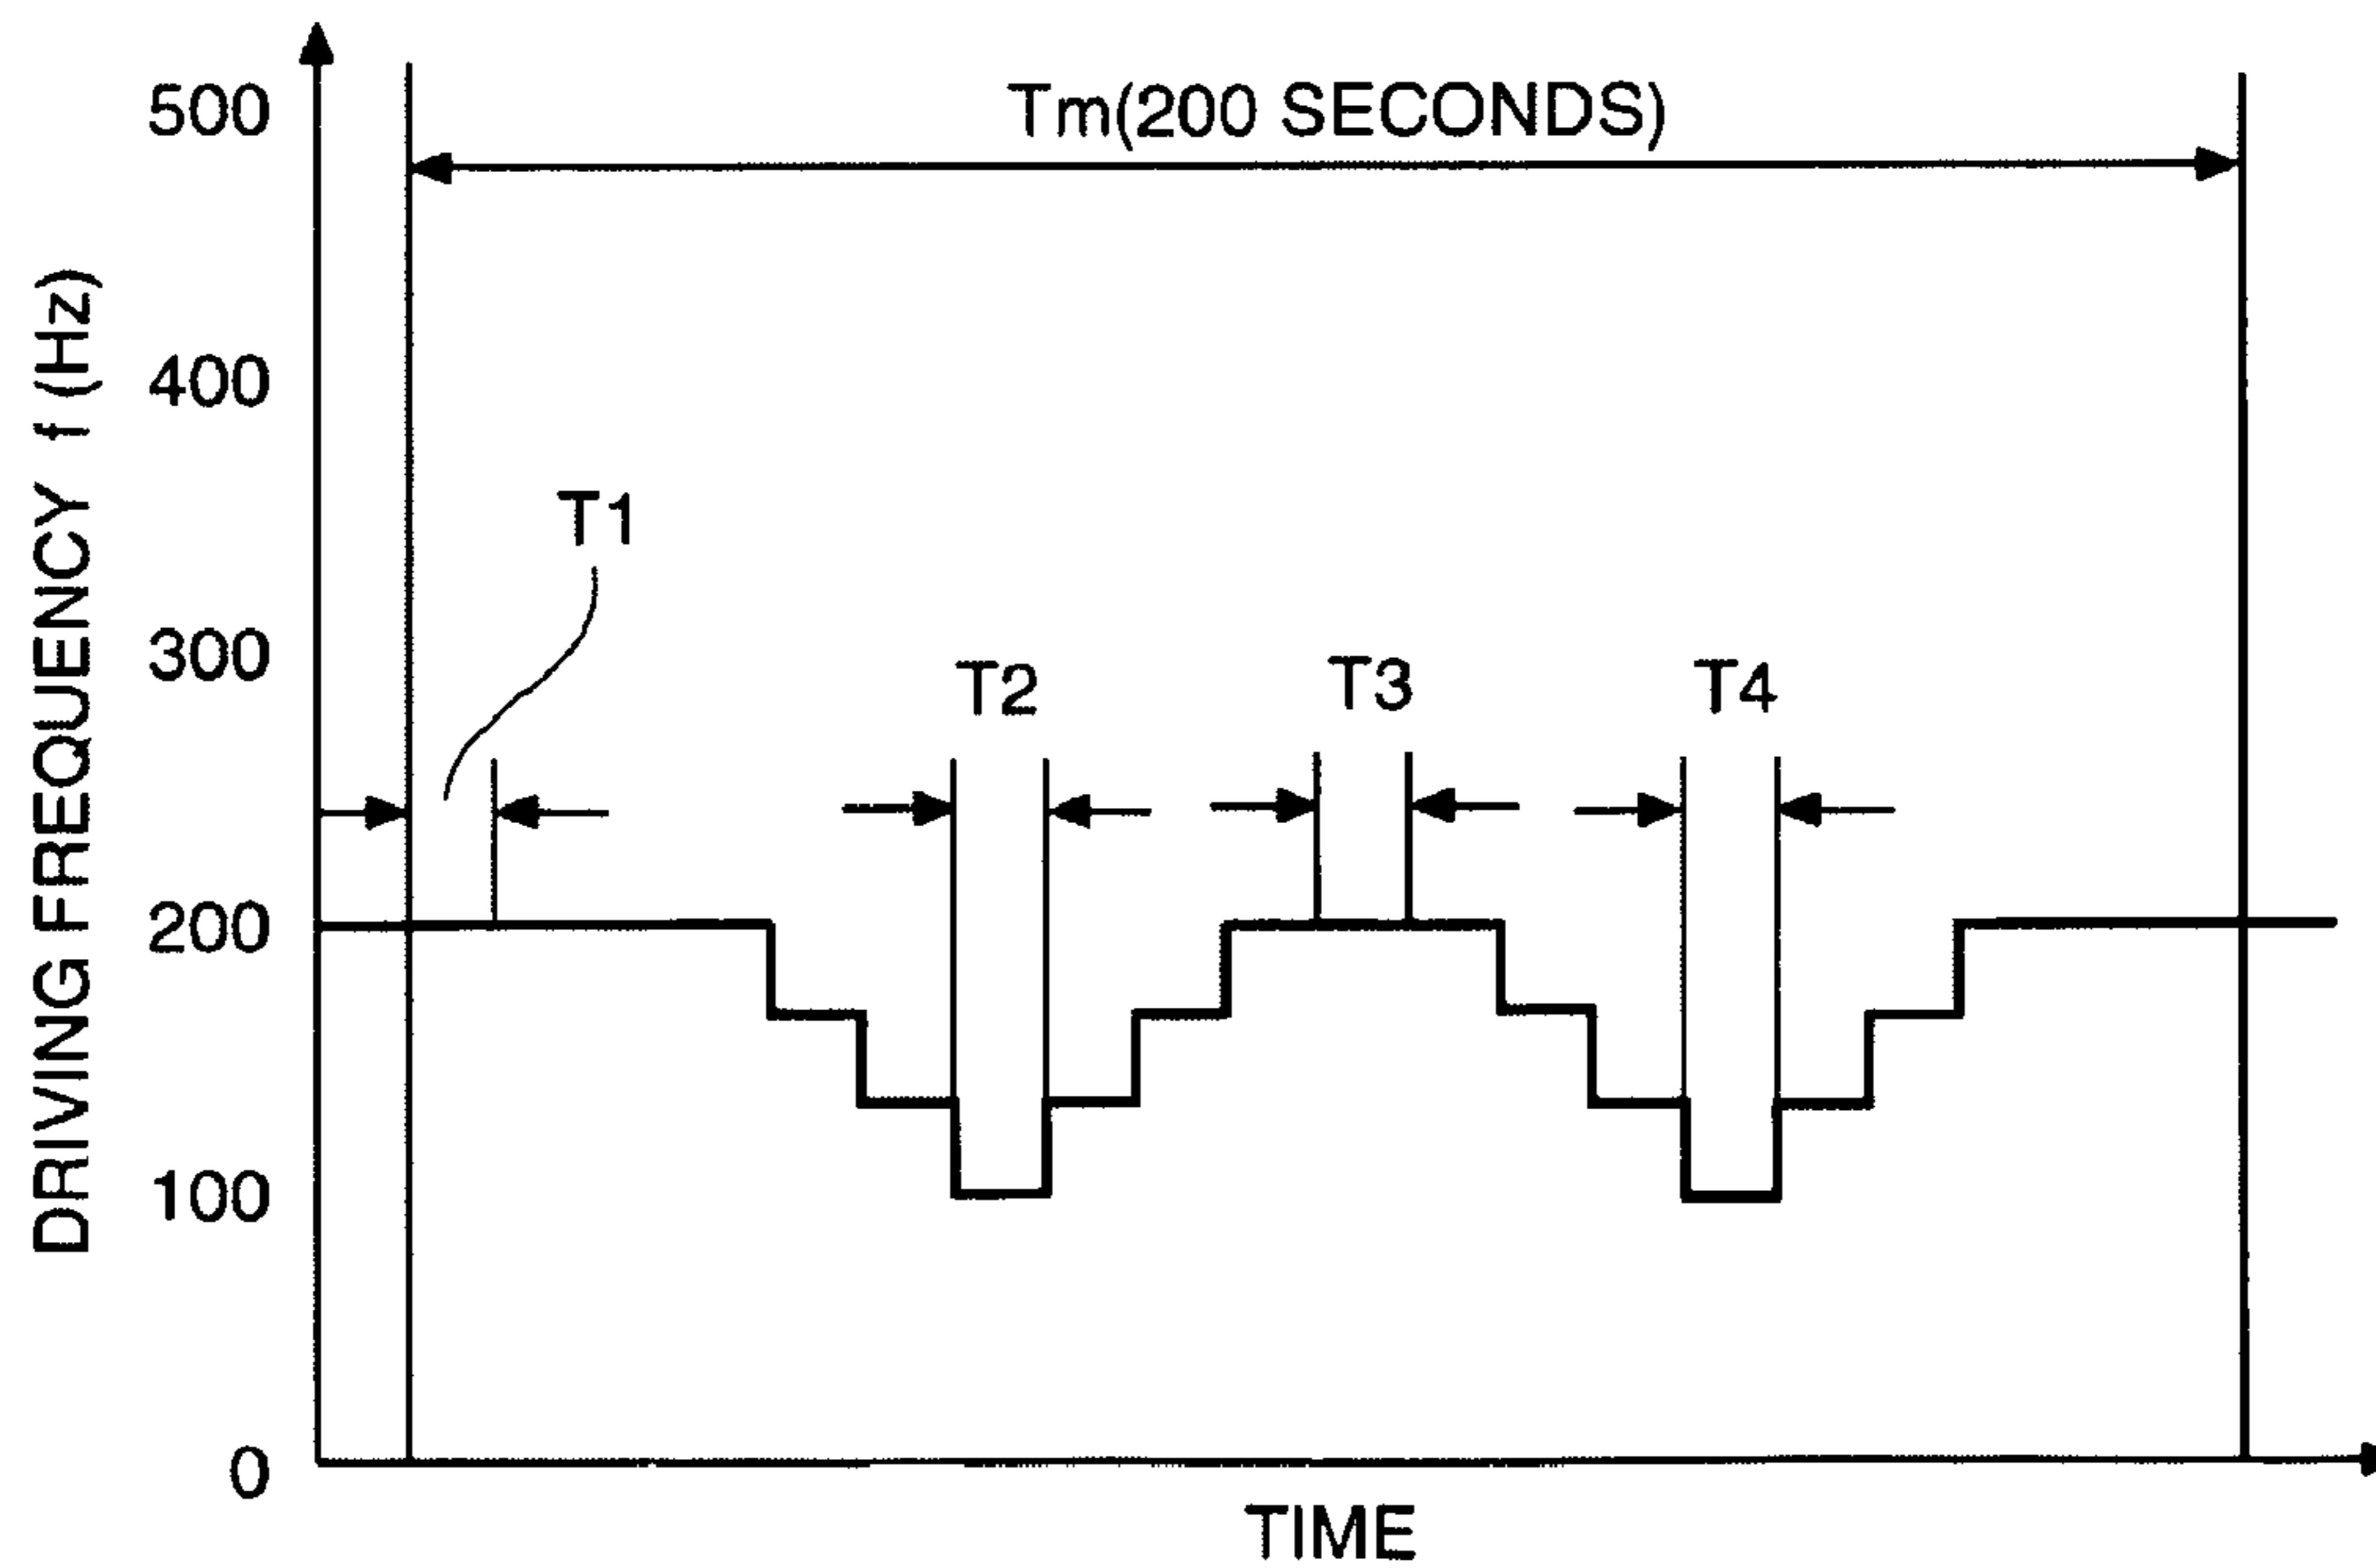 500
Tm(200 SECONDS)
400
T1
300
T2
T3
T4
200
100
0
DRIVING FREQUENCY f (Hz)
TIME